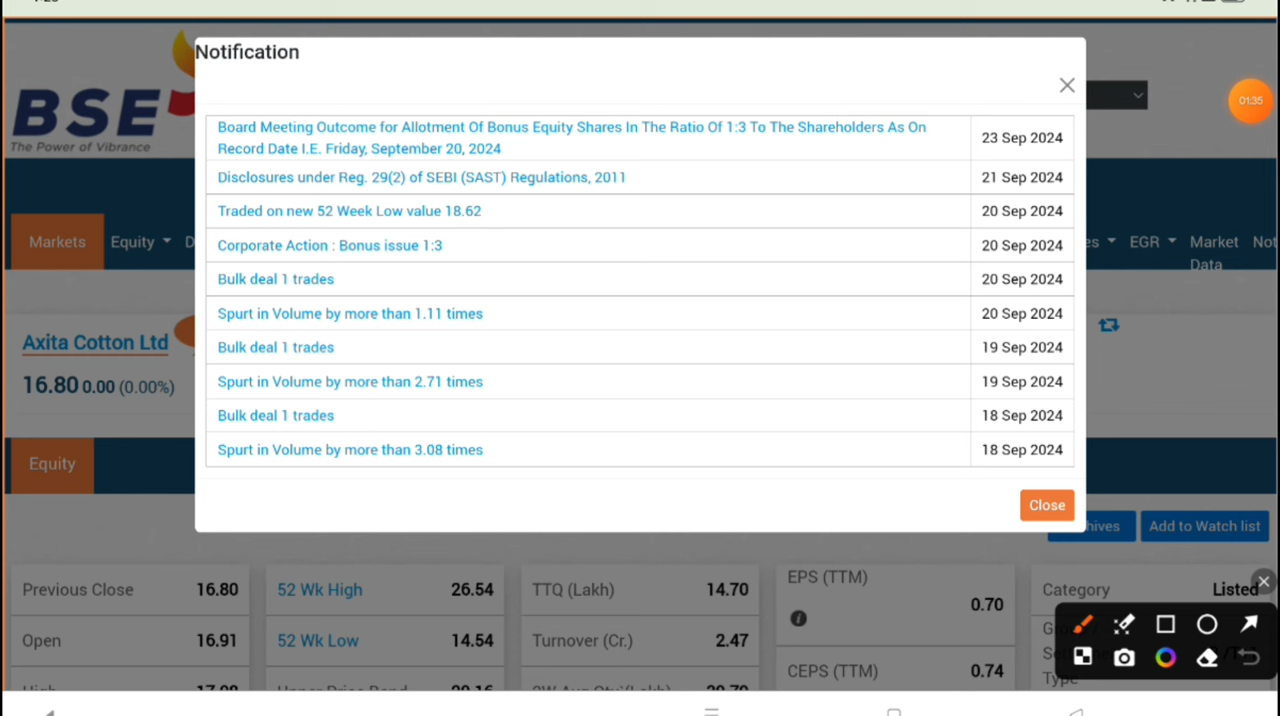 Notification
BSE
The Power of Vibrance
01:35
Board Meeting Outcome for Allotment Of Bonus Equity Shares In The Ratio Of 1:3 To The Shareholders As On
Record Date I.E. Friday, September 20, 2024
23 Sep 2024
Disclosures under Reg. 29(2) of SEBI (SAST) Regulations, 2011
21 Sep 2024
Traded on new 52 Week Low value 18.62
20 Sep 2024
Corporate Action : Bonus issue 1:3
20 Sep 2024
Bulk deal 1 trades
20 Sep 2024
Spurt in Volume by more than 1.11 times
20 Sep 2024
Bulk deal 1 trades
19 Sep 2024
Spurt in Volume by more than 2.71 times
19 Sep 2024
Bulk deal 1 trades
18 Sep 2024
Spurt in Volume by more than 3.08 times
18 Sep 2024
Close
Markets
Equity
D
es
EGR
Market
Data
Not
Axita Cotton Ltd
16.80 0.00 (0.00%)
Equity
hives
Add to Watch list
Previous Close 16.80
Open 16.91
52 Wk High 26.54
52 Wk Low 14.54
TTQ (Lakh) 14.70
Turnover (Cr.) 2.47
EPS (TTM)
0.70
CEPS (TTM) 0.74
Category Listed
Type